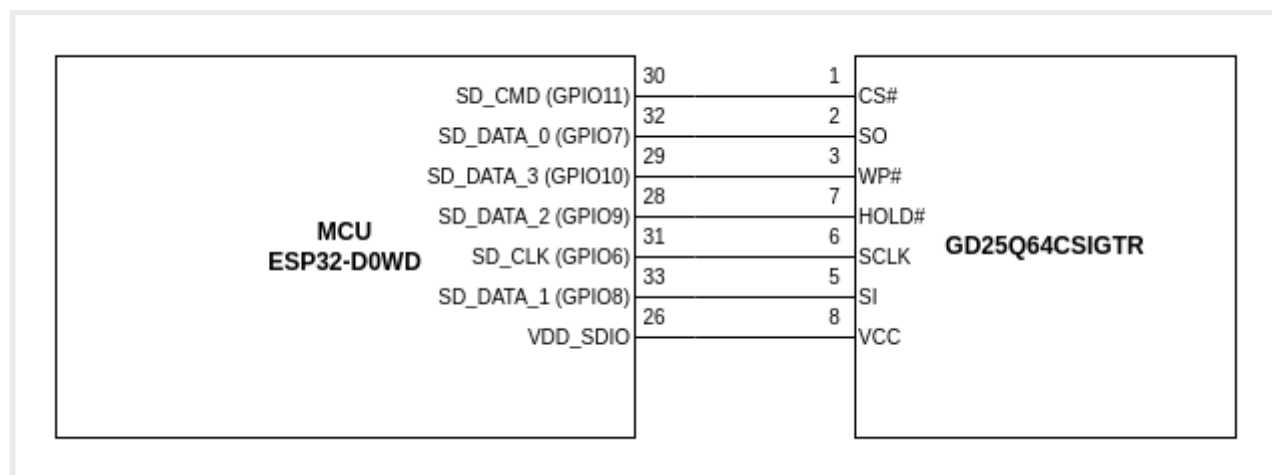 30 1
SD_CMD (GPIO11) CS#
32 2
SD_DATA_0 (GPIO7) SO
29 3
SD_DATA_3 (GPIO10) WP#
28 7
SD_DATA_2 (GPIO9) HOLD#
MCU
ESP32-D0WD
31 6
SD_CLK (GPIO6) SCLK
GD25Q64CSIGTR
33 5
SD_DATA_1 (GPIO8) SI
26 8
VDD_SDIO VCC